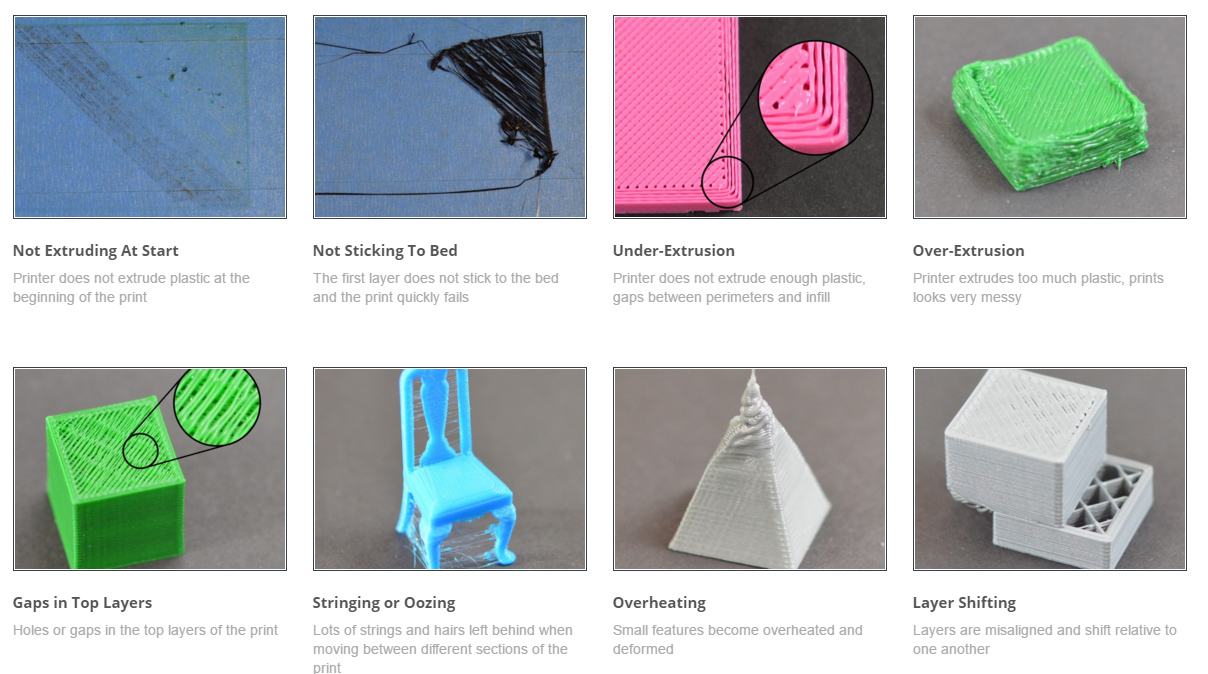 Not Extruding At Start
Printer does not extrude plastic at the
beginning of the print
Not Sticking To Bed
The first layer does not stick to the bed
and the print quickly fails
Under-Extrusion
Printer does not extrude enough plastic,
gaps between perimeters and infill
Over-Extrusion
Printer extrudes too much plastic, prints
looks very messy
Gaps in Top Layers
Holes or gaps in the top layers of the print
Stringing or Oozing
Lots of strings and hairs left behind when
moving between different sections of the
print
Overheating
Small features become overheated and
deformed
Layer Shifting
Layers are misaligned and shift relative to
one another